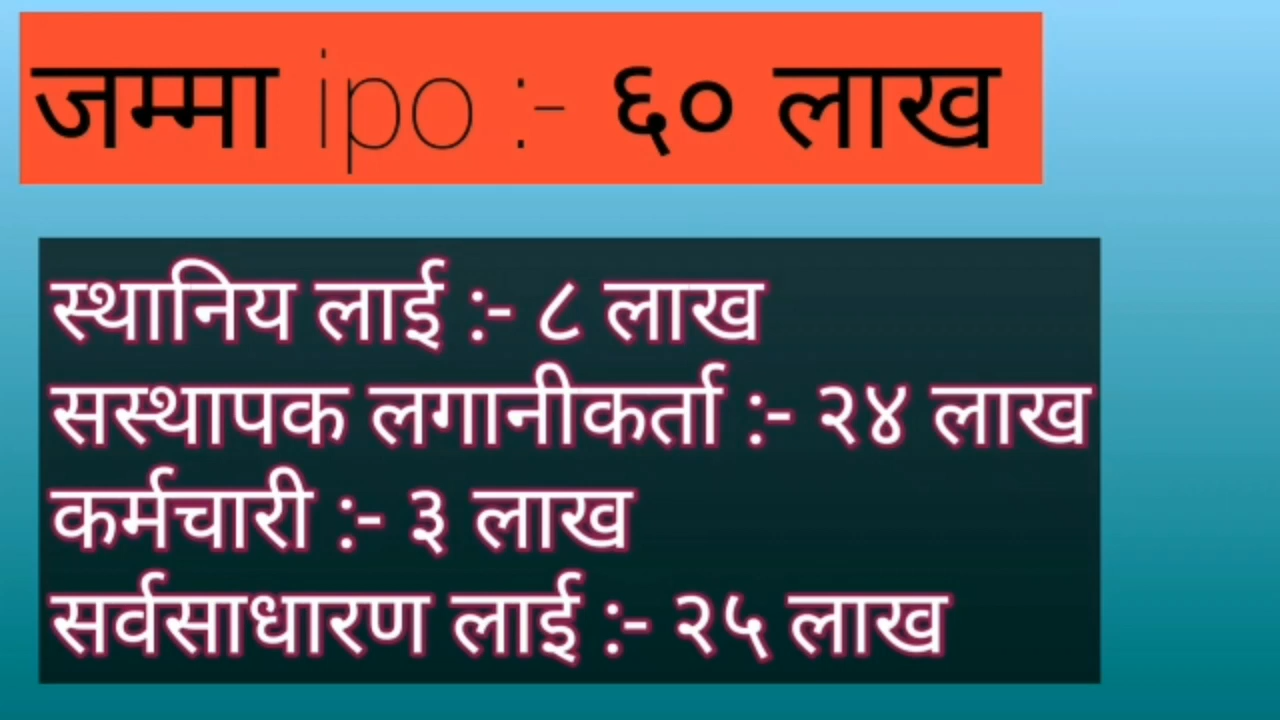 जम्मा ipo :- ६० लाख
स्थानिय लाई :- ८ लाख
सस्थापक लगानीकर्ता :- २४ लाख
कर्मचारी :- ३ लाख
सर्वसाधारण लाई :- २५ लाख